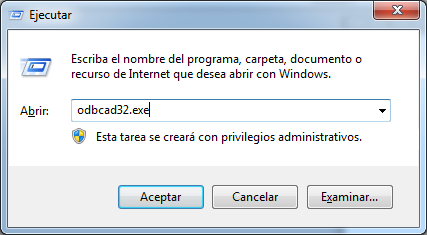 Ejecutar
Escriba el nombre del programa, carpeta, documento o
recurso de Internet que desea abrir con Windows.
Abrir: odbcad32.exe
Esta tarea se creará con privilegios administrativos.
Aceptar Cancelar Examinar...